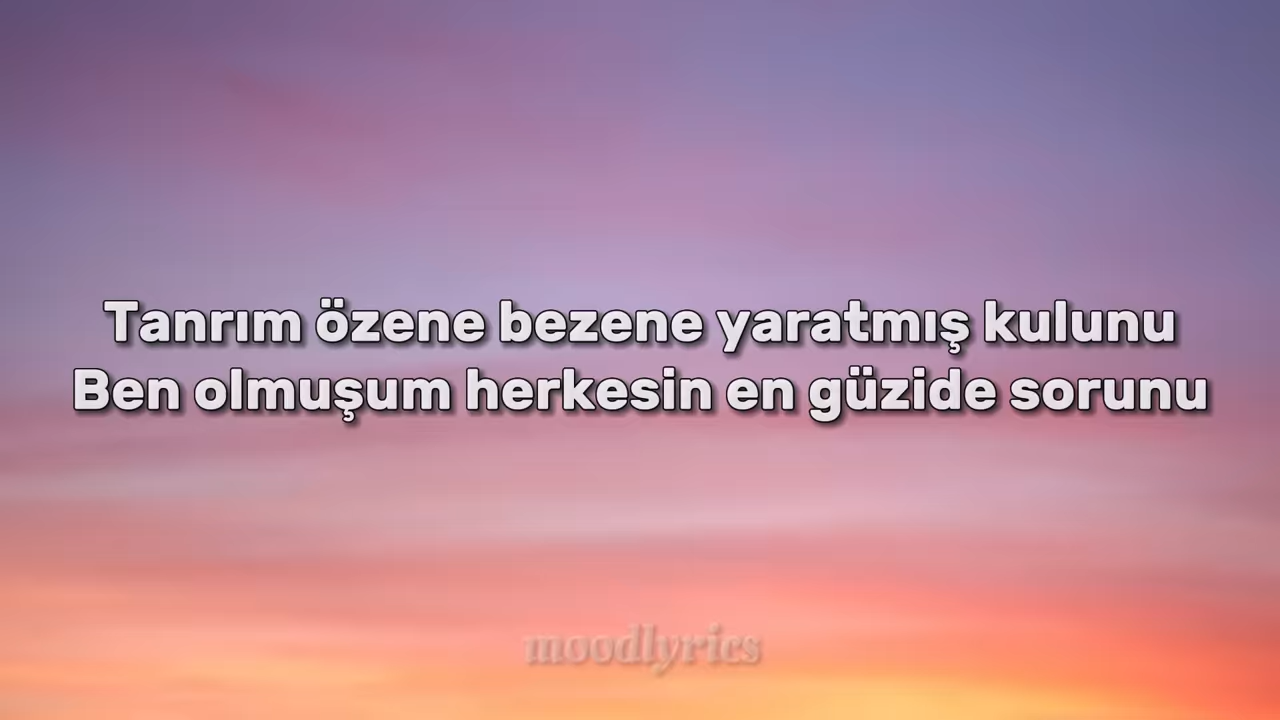 Tanrım özene bezene yaratmış kulunu
Ben olmuşum herkesin en güzide sorunu
moodlyrics